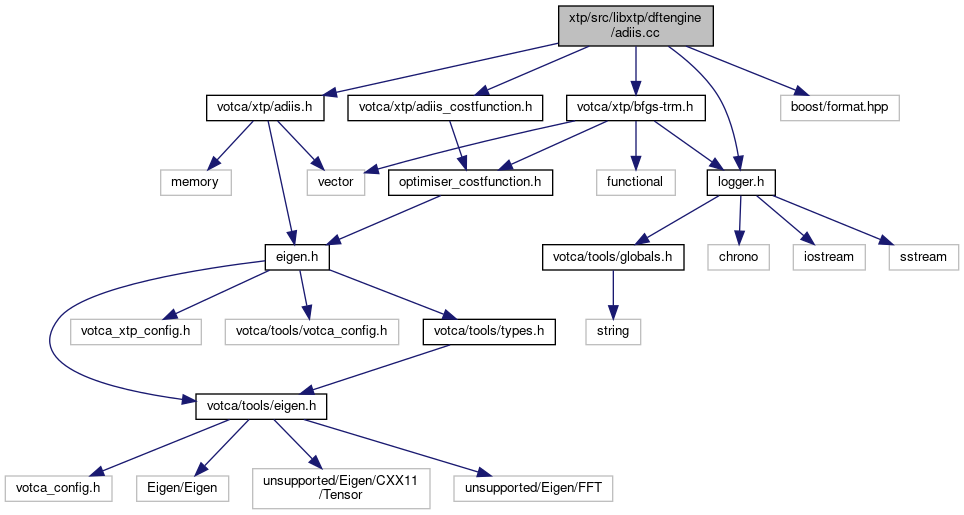 xtp/src/libxtp/dftengine
/adiis.cc
votca/xtp/adiis.h
votca/xtp/adiis_costfunction.h
votca/xtp/bfgs-trm.h
boost/format.hpp
memory
vector
optimiser_costfunction.h
functional
logger.h
eigen.h
votca/tools/globals.h
chrono
iostream
sstream
votca_xtp_config.h
votca/tools/votca_config.h
votca/tools/types.h
string
votca/tools/eigen.h
votca_config.h
Eigen/Eigen
unsupported/Eigen/CXX11
/Tensor
unsupported/Eigen/FFT